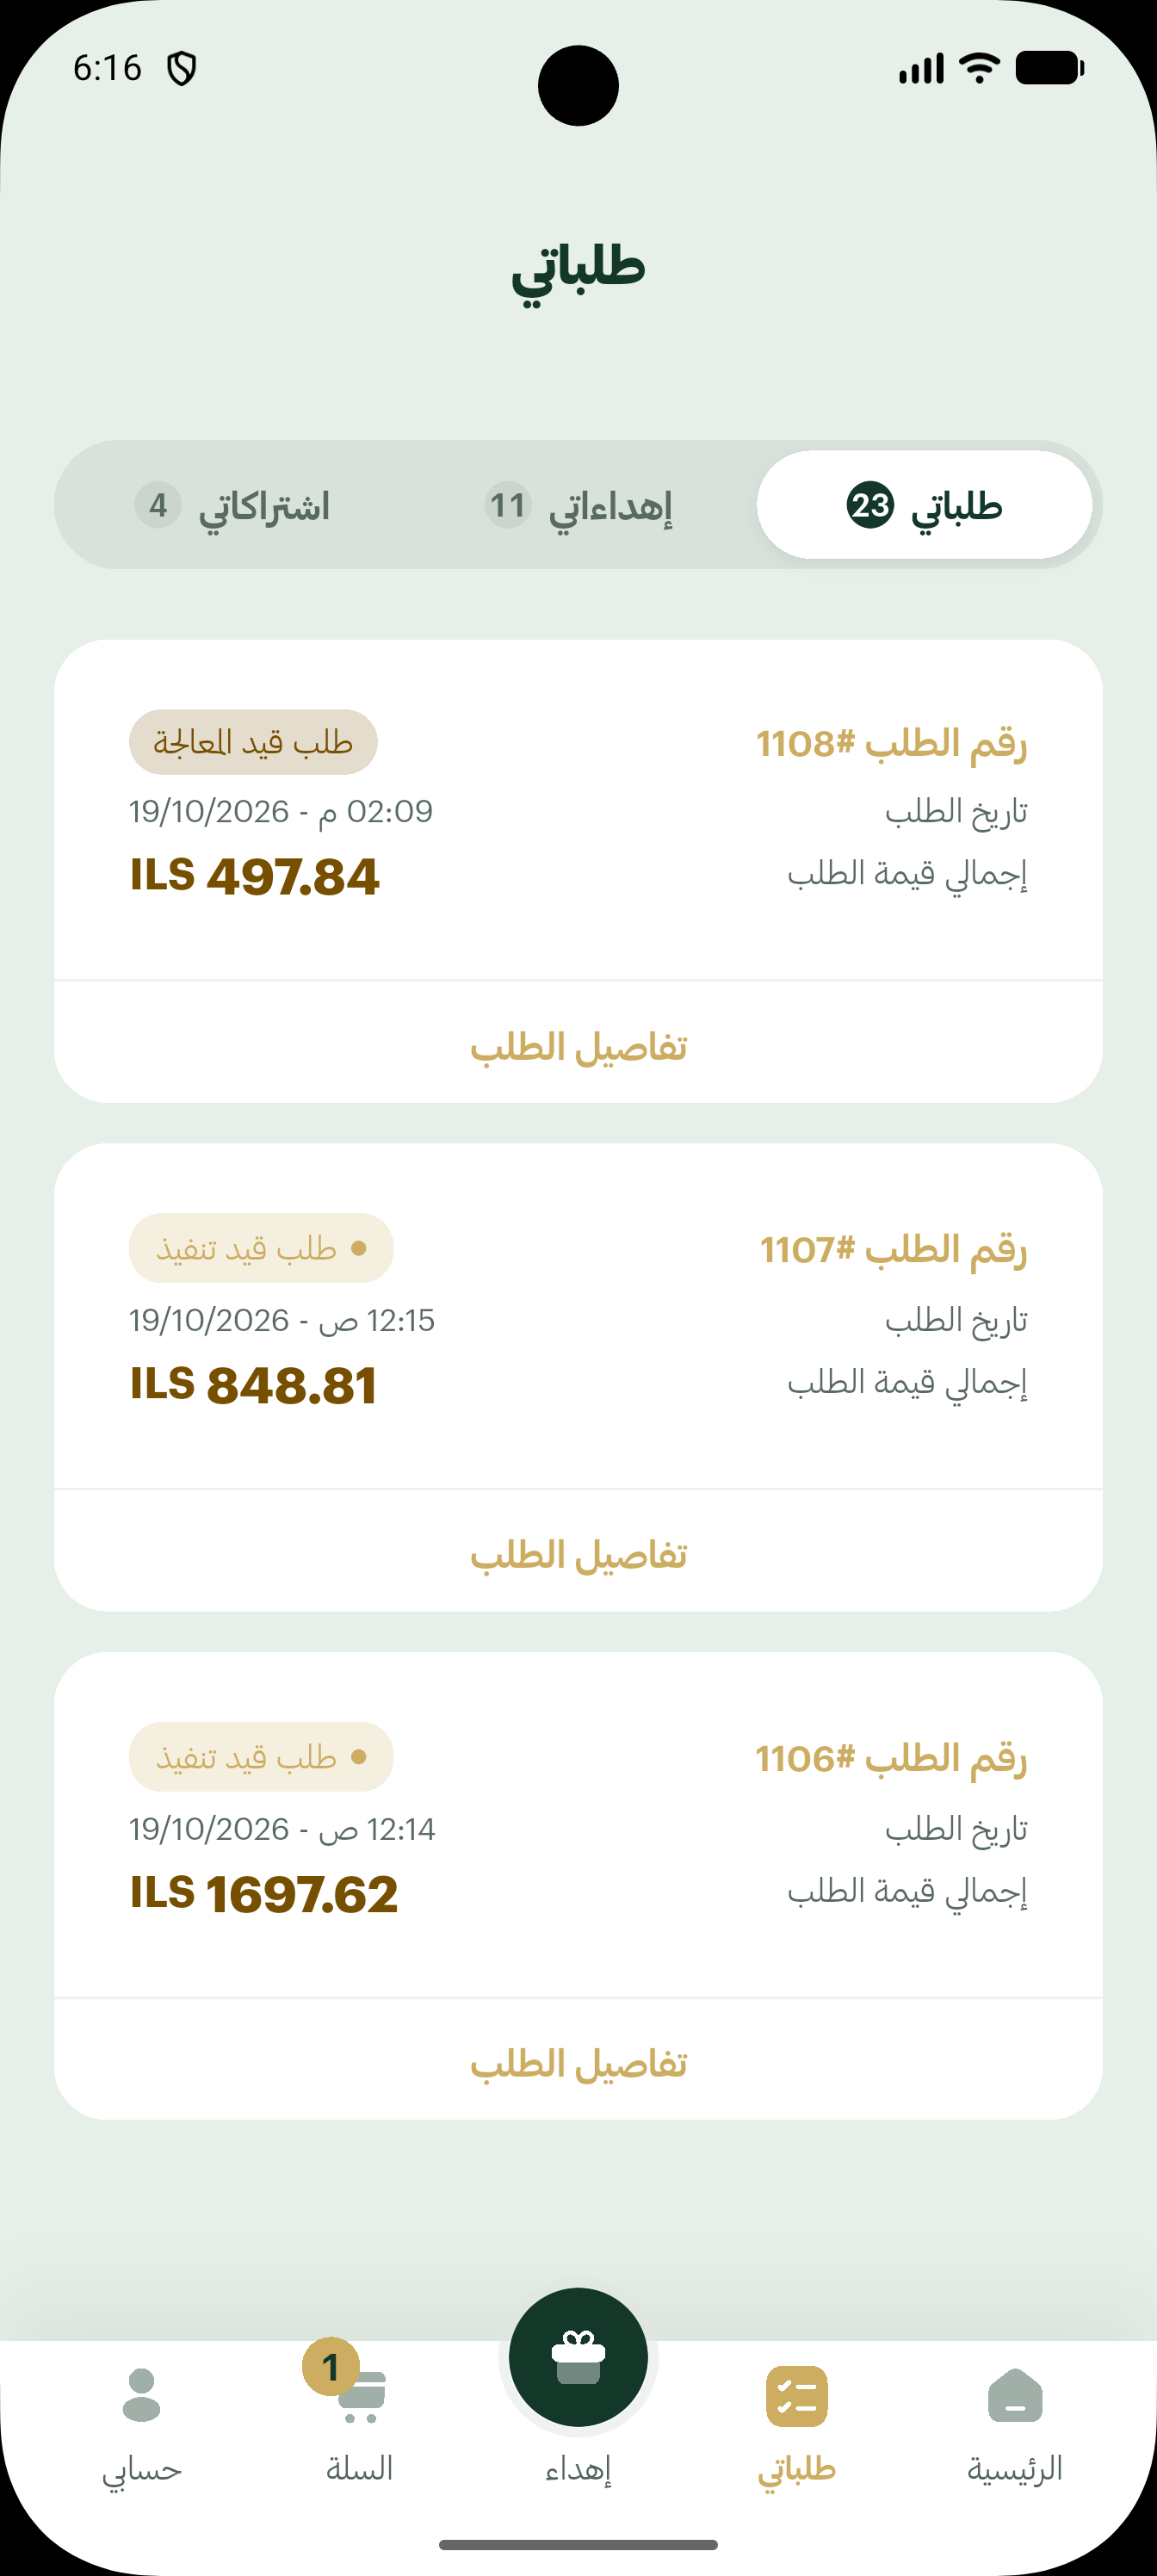 6:16
طلباتي
طلباتي 23
إهداءاتي 11
اشتراكاتي 4
رقم الطلب #1108
طلب قيد المعالجة
تاريخ الطلب
19/10/2026 - 02:09 م
إجمالي قيمة الطلب
ILS 497.84
تفاصيل الطلب
رقم الطلب #1107
طلب قيد تنفيذ
تاريخ الطلب
19/10/2026 - 12:15 ص
إجمالي قيمة الطلب
ILS 848.81
تفاصيل الطلب
رقم الطلب #1106
طلب قيد تنفيذ
تاريخ الطلب
19/10/2026 - 12:14 ص
إجمالي قيمة الطلب
ILS 1697.62
تفاصيل الطلب
الرئيسية
طلباتي
إهداء
1
السلة
حسابي